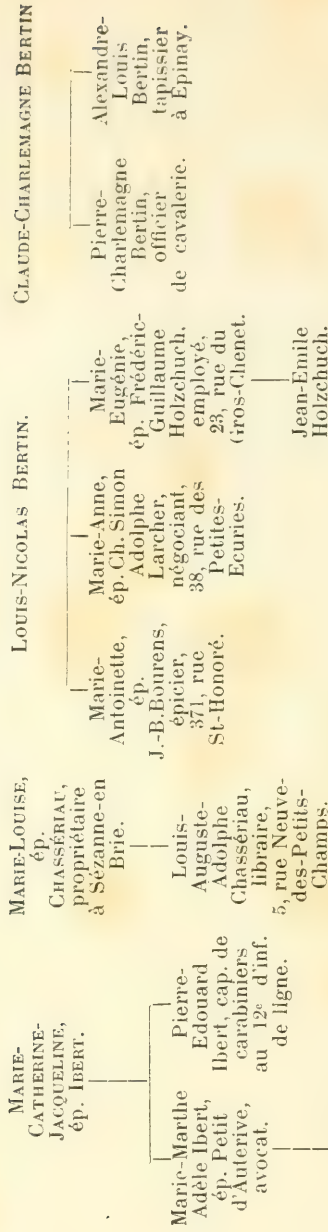 MARIE-
CATHERINE-
JACQUELINE,
ép. IBERT.
Marie-Marthe
Adèle Ibert,
ép. Petit
d'Auterive,
avocat.
Pierre-
Edouard
Ibert, cap. de
carabiniers
au 12e d'inf.
de ligne.
MARIE-LOUISE,
ép.
CHASSÉRIAU,
propriétaire
à Sézanne-en
Brie.
Louis-
Auguste-
Adolphe
Chassériau,
libraire,
5, rue Neuve-
des-Petits-
Champs.
LOUIS-NICOLAS BERTIN.
Marie-
Antoinette,
ép.
J.-B. Bourens,
épicier,
371, rue
St-Honoré.
Marie-Anne,
ép. Ch. Simon
Adolphe
Larcher,
négociant,
38, rue des
Petites-
Ecuries.
Marie-
Eugénie,
ép. Frédéric-
Guillaume
Holzchuch,
employé,
23, rue du
Gros-Chenet.
Jean-Emile
Holzchuch.
CLAUDE-CHARLEMAGNE BERTIN
Pierre-
Charlemagne
Bertin,
officier
de cavalerie.
Alexandre-
Louis
Bertin,
tapissier
à Epinay.